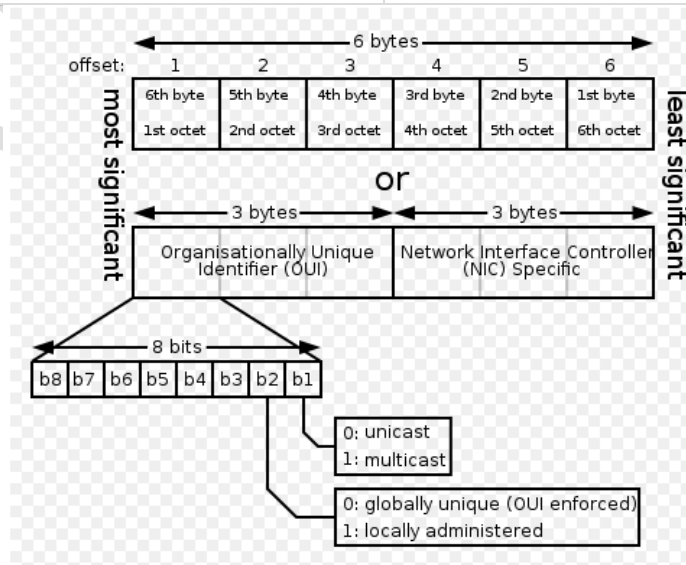 6 bytes
offset: 1 2 3 4 5 6
6th byte 5th byte 4th byte 3rd byte 2nd byte 1st byte
1st octet 2nd octet 3rd octet 4th octet 5th octet 6th octet
most significant
least significant
or
3 bytes 3 bytes
Organisationally Unique
Identifier (OUI)
Network Interface Controller
(NIC) Specific
8 bits
b8 b7 b6 b5 b4 b3 b2 b1
0: unicast
1: multicast
0: globally unique (OUI enforced)
1: locally administered